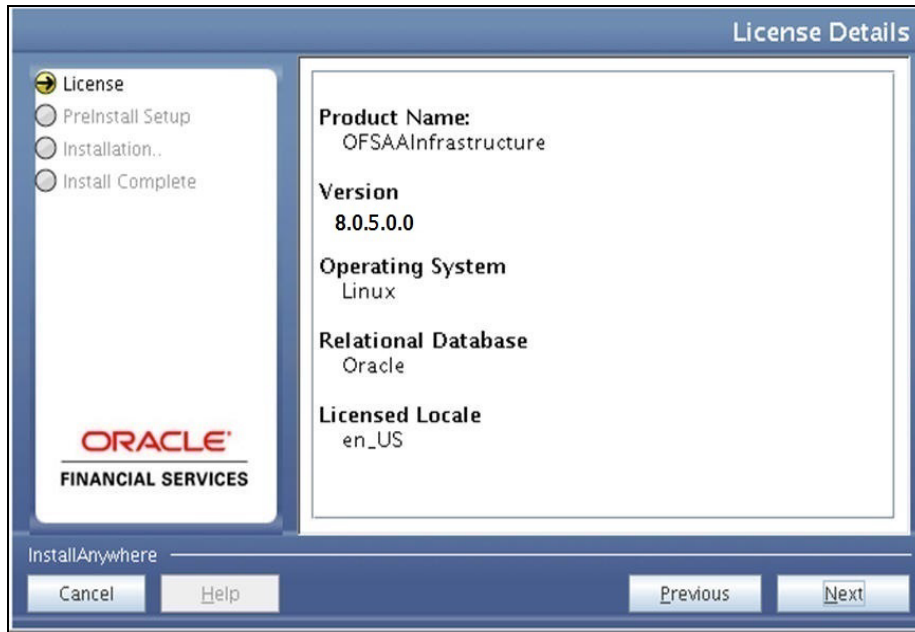 License Details
License
PreInstall Setup
Installation..
Install Complete
ORACLE
FINANCIAL SERVICES
Product Name:
OFSAAInfrastructure
Version
8.0.5.0.0
Operating System
Linux
Relational Database
Oracle
Licensed Locale
en_US
InstallAnywhere
Cancel
Help
Previous
Next